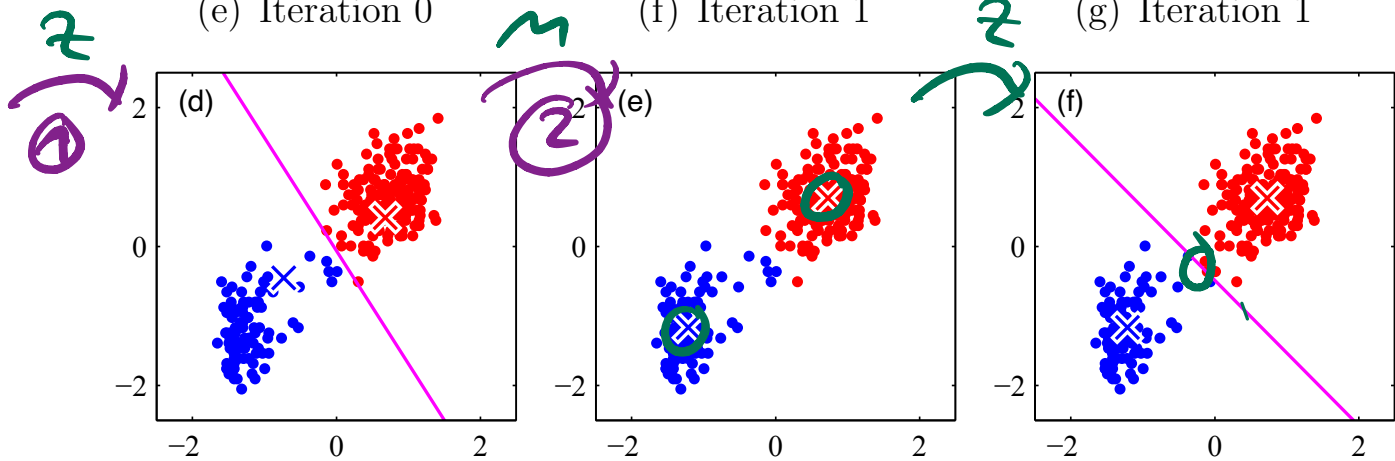 (e) Iteration 0 (f) Iteration 1 (g) Iteration 1
z M z
1 2
(d) (e) (f)
2 2 2
0 0 0
−2 −2 −2
−2 0 2 −2 0 2 −2 0 2